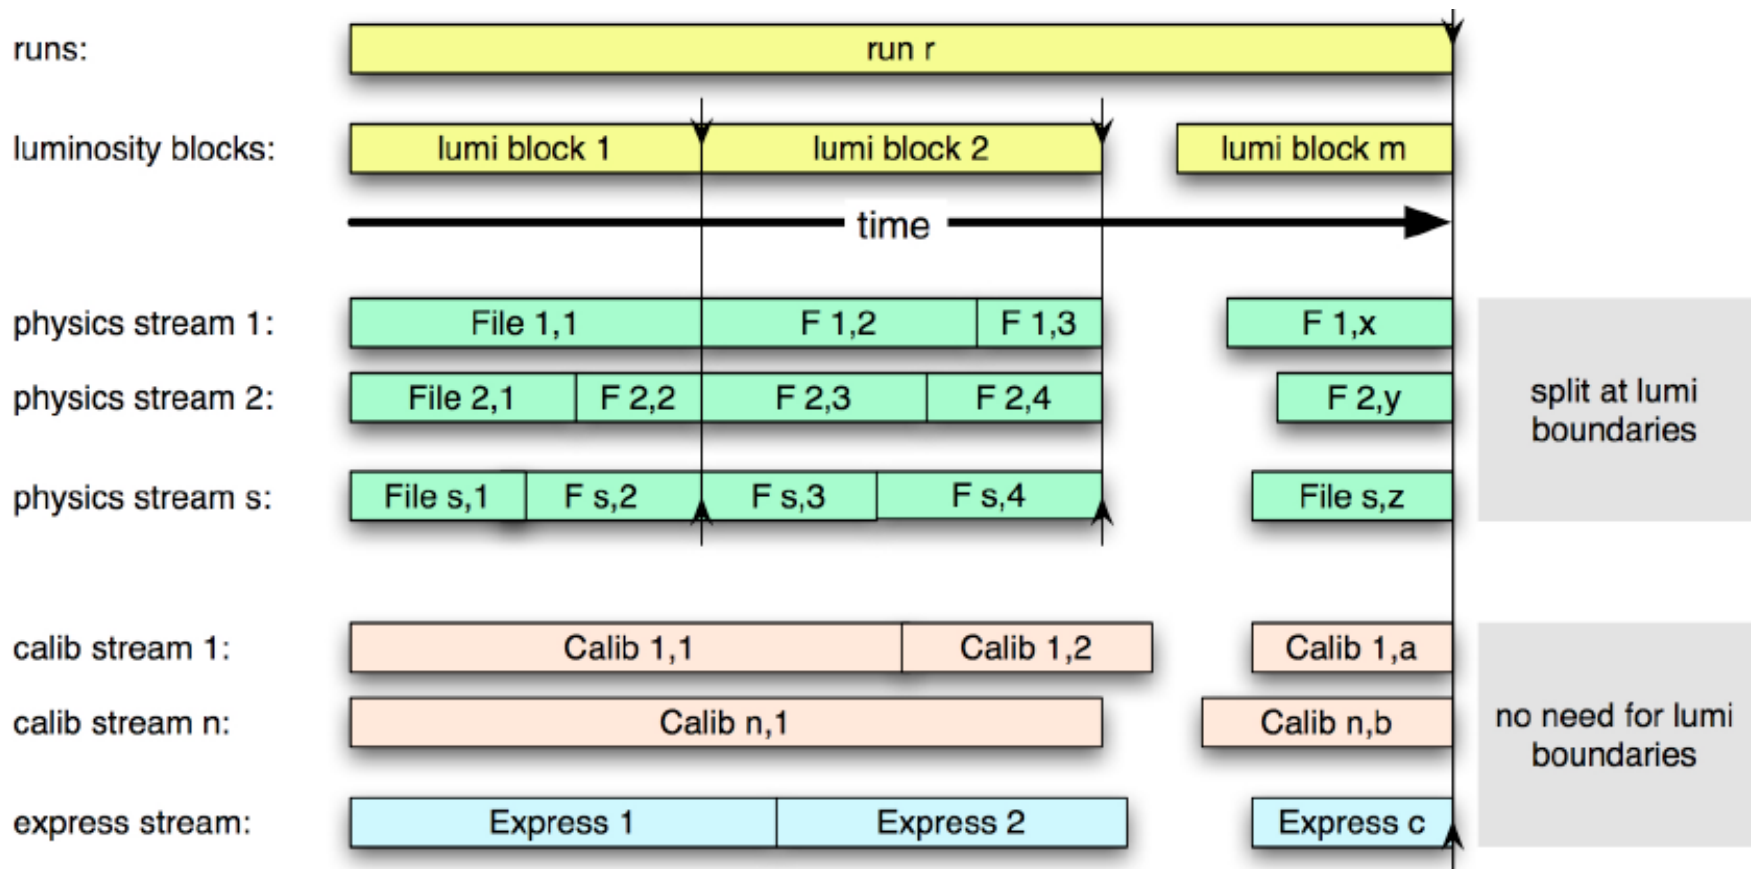 runs:
run r
luminosity blocks:
lumi block 1
lumi block 2
lumi block m
time
physics stream 1:
File 1,1
F 1,2
F 1,3
F 1,x
physics stream 2:
File 2,1
F 2,2
F 2,3
F 2,4
F 2,y
split at lumi
boundaries
physics stream s:
File s,1
F s,2
F s,3
F s,4
File s,z
calib stream 1:
Calib 1,1
Calib 1,2
Calib 1,a
calib stream n:
Calib n,1
Calib n,b
no need for lumi
boundaries
express stream:
Express 1
Express 2
Express c